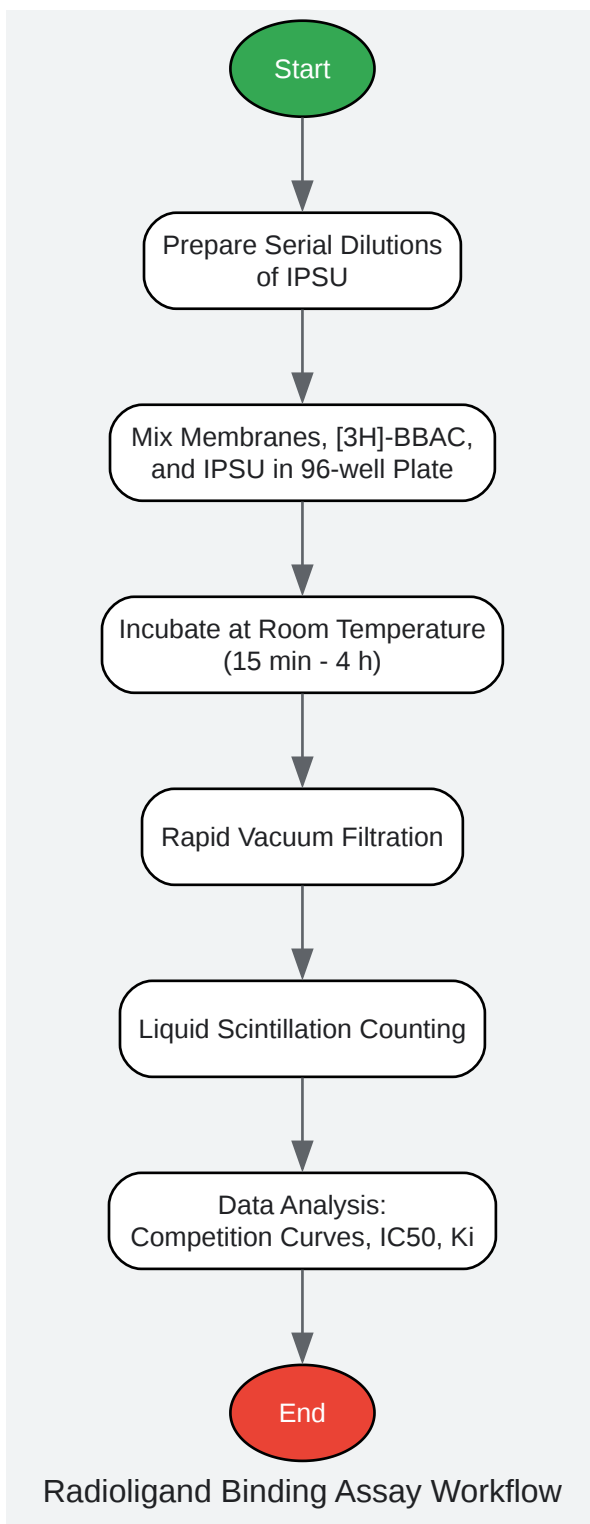 Start
Prepare Serial Dilutions
of IPSU
Mix Membranes, [3H]-BBAC,
and IPSU in 96-well Plate
Incubate at Room Temperature
(15 min - 4 h)
Rapid Vacuum Filtration
Liquid Scintillation Counting
Data Analysis:
Competition Curves, IC50, Ki
End
Radioligand Binding Assay Workflow